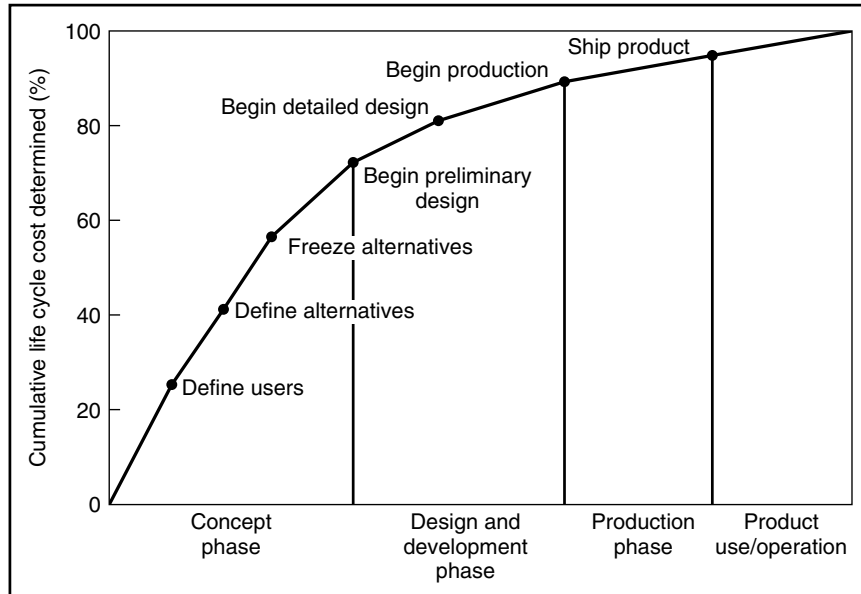 Cumulative life cycle cost determined (%)
100
80
60
40
20
0
Ship product
Begin production
Begin detailed design
Begin preliminary
design
Freeze alternatives
Define alternatives
Define users
Concept
phase
Design and
development
phase
Production
phase
Product
use/operation